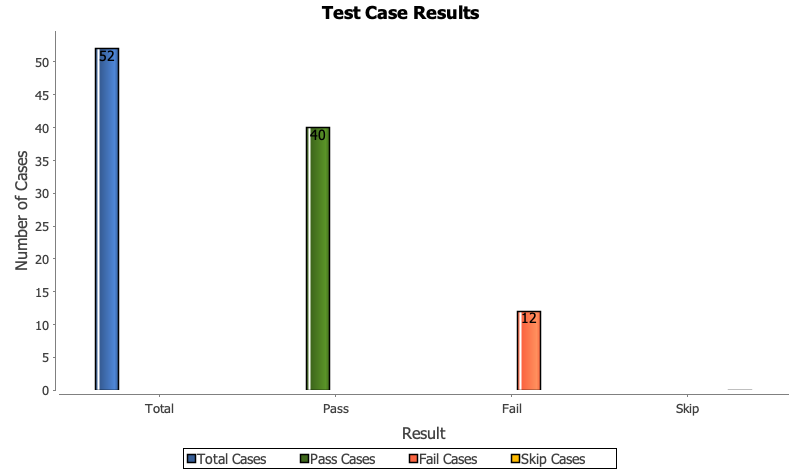 Test Case Results
Number of Cases
50
45
40
35
30
25
20
15
10
5
0
52
40
12
Total
Pass
Fail
Skip
Result
Total Cases
Pass Cases
Fail Cases
Skip Cases